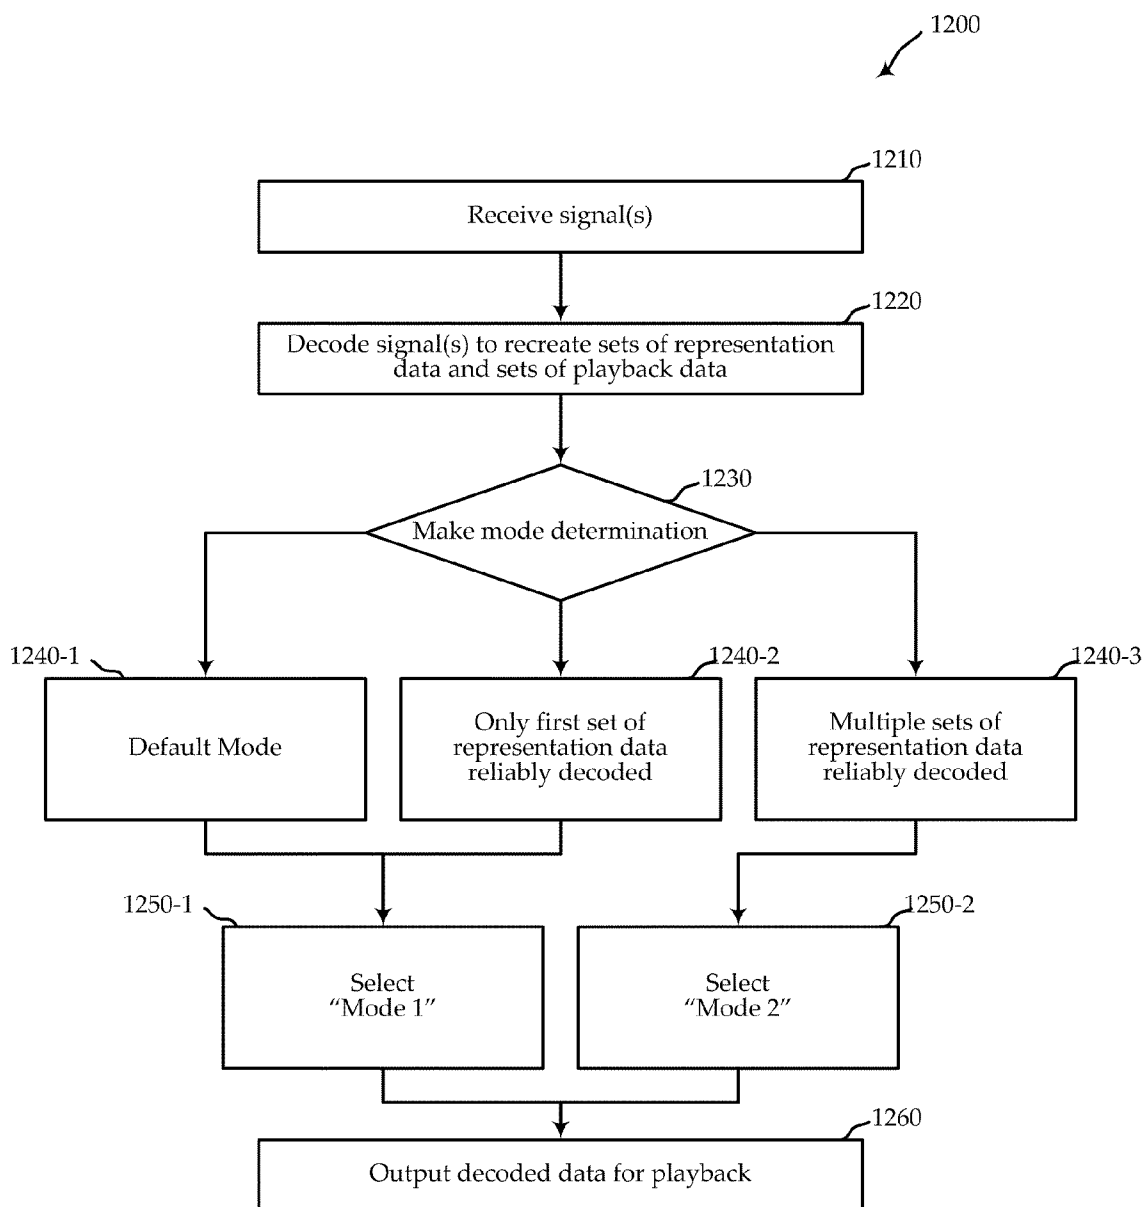 1200
1210
Receive signal(s)
1220
Decode signal(s) to recreate sets of representation
data and sets of playback data
1230
Make mode determination
1240-1
Default Mode
1240-2
Only first set of
representation data
reliably decoded
1240-3
Multiple sets of
representation data
reliably decoded
1250-1
Select
“Mode 1”
1250-2
Select
“Mode 2”
1260
Output decoded data for playback